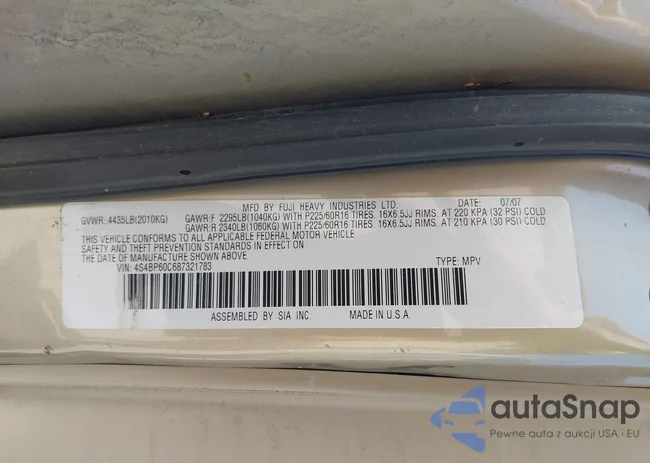 MFD. BY FUJI HEAVY INDUSTRIES LTD. DATE: 07/07
GVWR: 4435LB(2010KG) GAWR:F 2295LB(1040KG) WITH P225/60R16 TIRES. 16X6.5JJ RIMS. AT 220 KPA (32 PSI) COLD
GAWR:R 2340LB(1060KG) WITH P225/60R16 TIRES. 16X6.5JJ RIMS. AT 210 KPA (30 PSI) COLD
THIS VEHICLE CONFORMS TO ALL APPLICABLE FEDERAL MOTOR VEHICLE
SAFETY AND THEFT PREVENTION STANDARDS IN EFFECT ON
THE DATE OF MANUFACTURE SHOWN ABOVE.
VIN: 4S4BP60C687321783 TYPE: MPV
ASSEMBLED BY SIA INC. MADE IN U.S.A.
autoSnap
Pewne auta z aukcji USA i EU